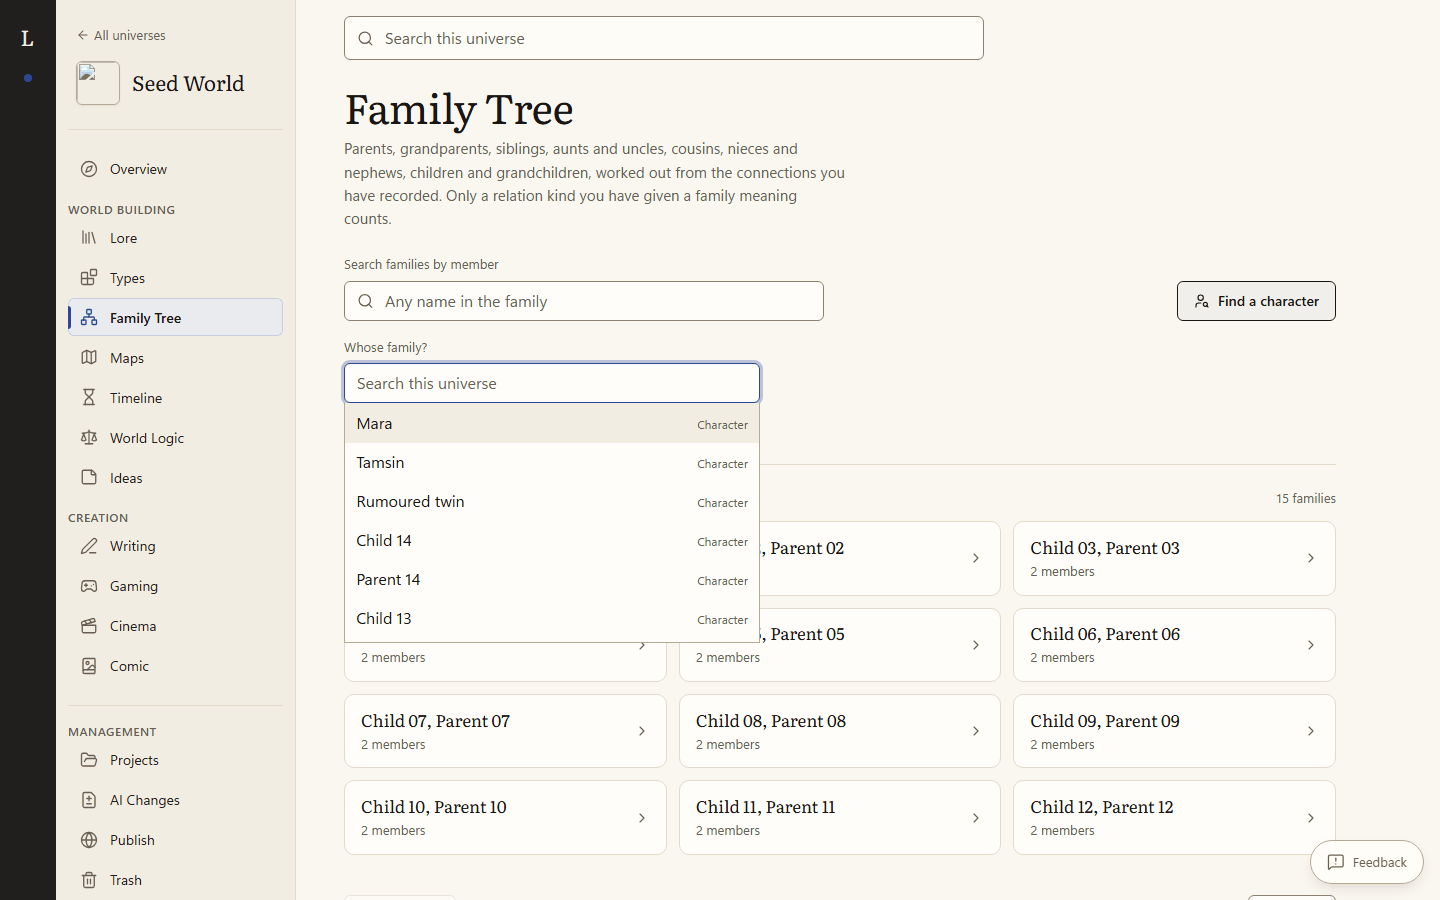 L
All universes
Seed World
Overview
WORLD BUILDING
Lore
Types
Family Tree
Maps
Timeline
World Logic
Ideas
CREATION
Writing
Gaming
Cinema
Comic
MANAGEMENT
Projects
AI Changes
Publish
Trash
Search this universe
Family Tree
Parents, grandparents, siblings, aunts and uncles, cousins, nieces and
nephews, children and grandchildren, worked out from the connections you
have recorded. Only a relation kind you have given a family meaning
counts.
Search families by member
Any name in the family
Find a character
Whose family?
Search this universe
Mara Character
Tamsin Character
Rumoured twin Character
Child 14 Character
Parent 14 Character
Child 13 Character
15 families
, Parent 02
Child 03, Parent 03
2 members
, Parent 05
Child 06, Parent 06
2 members
2 members
2 members
Child 07, Parent 07
2 members
Child 08, Parent 08
2 members
Child 09, Parent 09
2 members
Child 10, Parent 10
2 members
Child 11, Parent 11
2 members
Child 12, Parent 12
2 members
Feedback